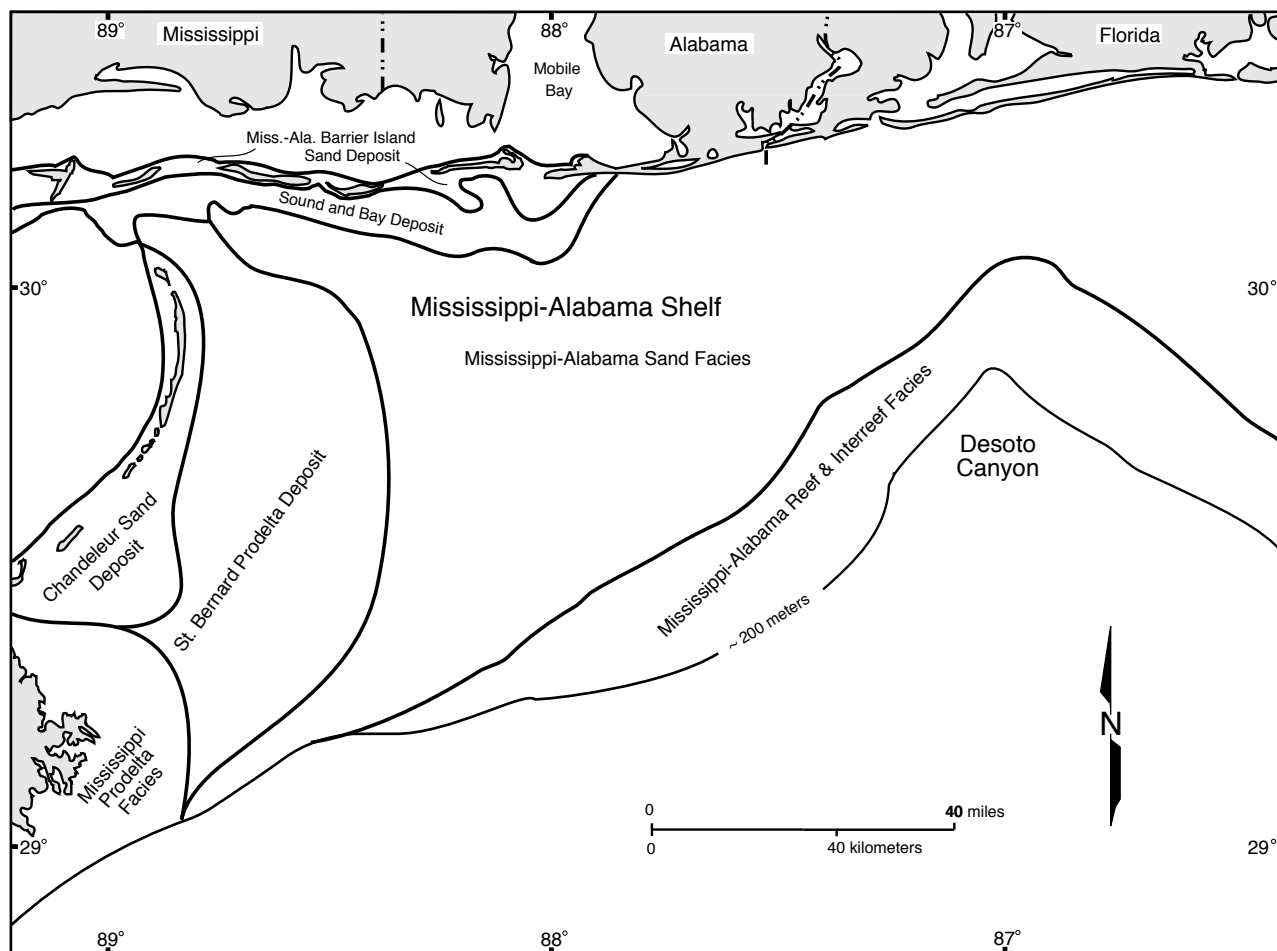 89°
88°
87°
Mississippi
Alabama
Florida
Mobile
Bay
Miss.-Ala. Barrier Island
Sand Deposit
Sound and Bay Deposit
30°
30°
Mississippi-Alabama Shelf
Mississippi-Alabama Sand Facies
Mississippi-Alabama Reef & Interreef Facies
Desoto
Canyon
Chandeleur Sand
Deposit
St. Bernard Prodelta Deposit
~ 200 meters
Mississippi
Prodelta
Facies
N
0
40 miles
0
40 kilometers
29°
29°
89°
88°
87°